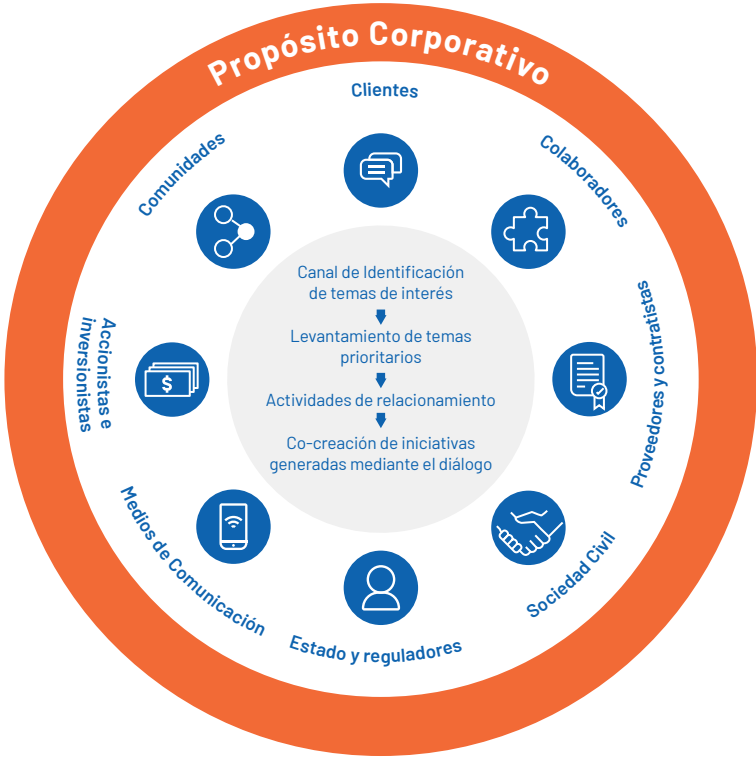 Propósito Corporativo
Clientes
Colaboradores
Proveedores y contratistas
Sociedad Civil
Estado y reguladores
Medios de Comunicación
Accionistas e
inversionistas
Comunidades
Canal de Identificación
de temas de interés
Levantamiento de temas
prioritarios
Actividades de relacionamiento
Co-creación de iniciativas
generadas mediante el diálogo
$